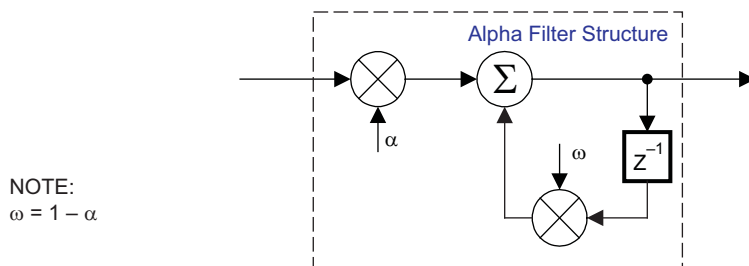 Alpha Filter Structure
Σ
α
ω
Z⁻¹
NOTE:
ω = 1 – α